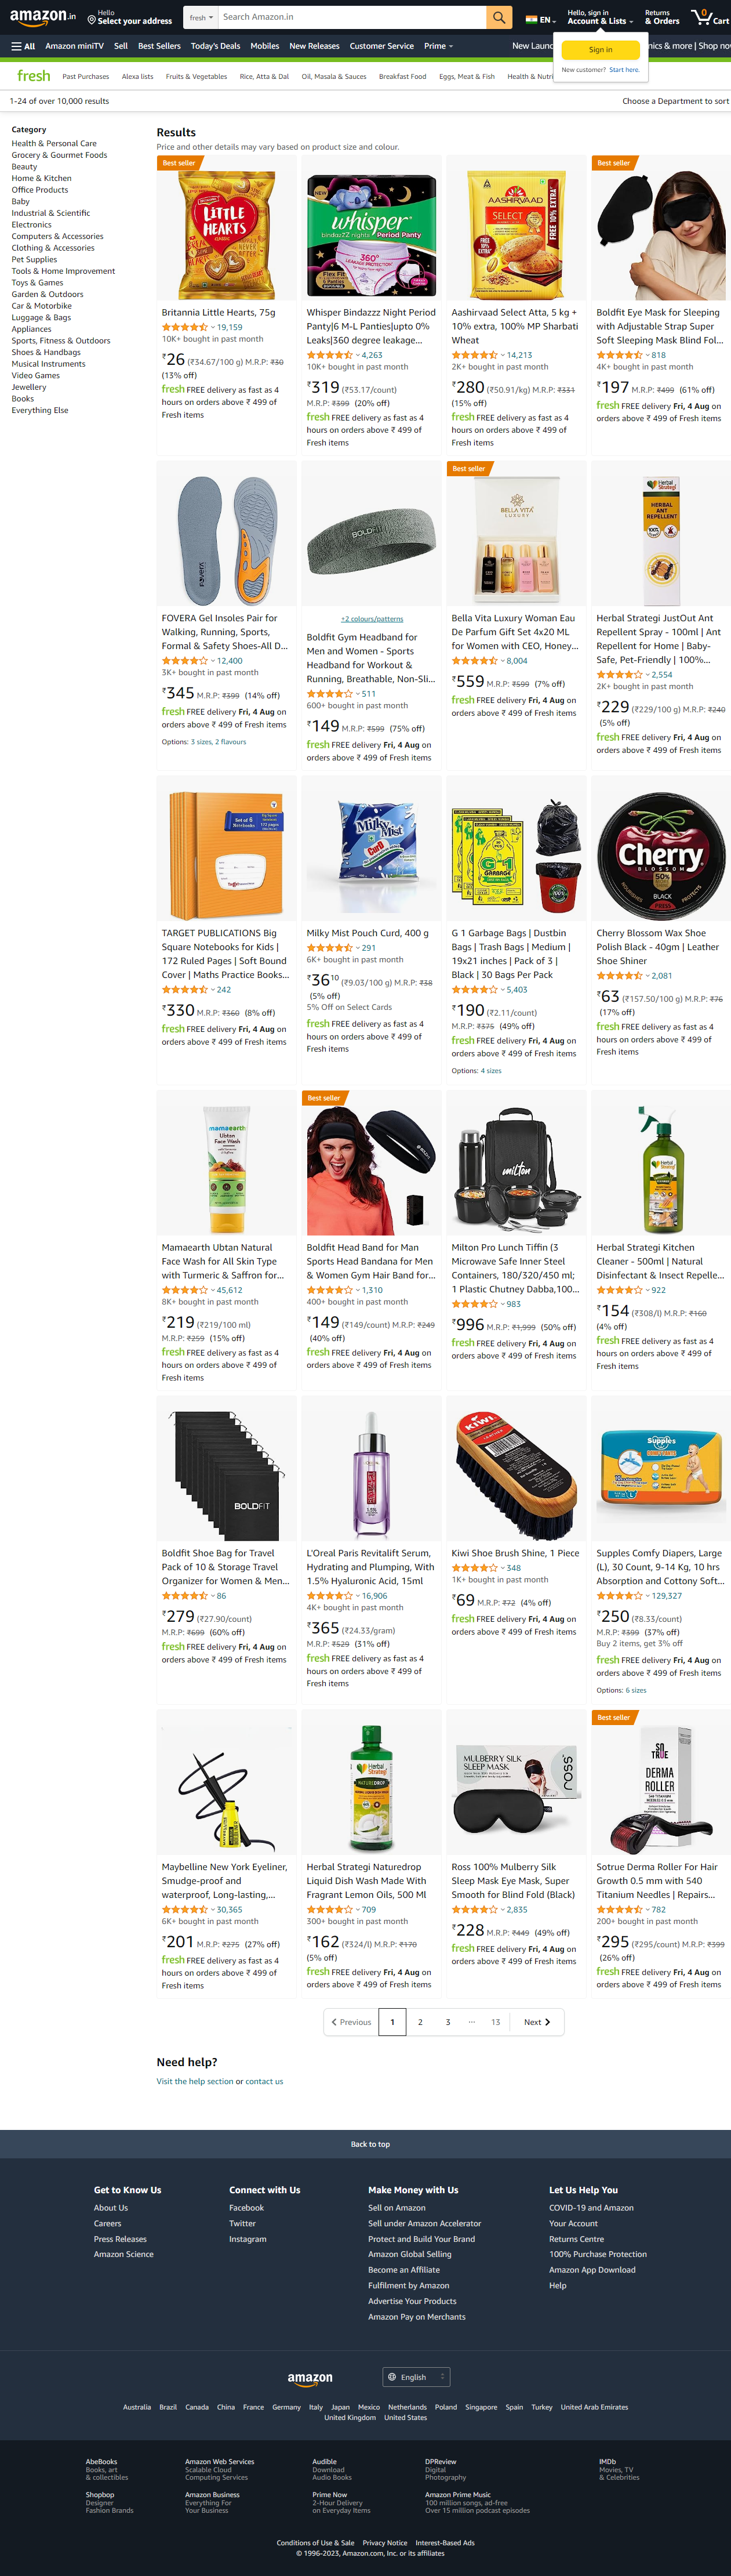 amazon.in
Hello
Select your address
fresh
Search Amazon.in
EN
Hello, sign in
Account & Lists
Returns
& Orders
0
Cart
All
Amazon miniTV
Sell
Best Sellers
Today's Deals
Mobiles
New Releases
Customer Service
Prime
New Launc
nics & more | Shop no
Sign in
New customer? Start here.
fresh
Past Purchases
Alexa lists
Fruits & Vegetables
Rice, Atta & Dal
Oil, Masala & Sauces
Breakfast Food
Eggs, Meat & Fish
Health & Nutri
1-24 of over 10,000 results
Choose a Department to sort
Category
Health & Personal Care
Grocery & Gourmet Foods
Beauty
Home & Kitchen
Office Products
Baby
Industrial & Scientific
Electronics
Computers & Accessories
Clothing & Accessories
Pet Supplies
Tools & Home Improvement
Toys & Games
Garden & Outdoors
Car & Motorbike
Luggage & Bags
Appliances
Sports, Fitness & Outdoors
Shoes & Handbags
Musical Instruments
Video Games
Jewellery
Books
Everything Else
Results
Price and other details may vary based on product size and colour.
Best seller
LITTLE
HEARTS
Britannia Little Hearts, 75g
19,159
10K+ bought in past month
₹26 (₹34.67/100 g) M.R.P: ₹30
(13% off)
fresh FREE delivery as fast as 4
hours on orders above ₹ 499 of
Fresh items
NEW
whisper
bindazzz nights Period Panty
360°
Flex Fit
Whisper Bindazzz Night Period
Panty|6 M-L Panties|upto 0%
Leaks|360 degree leakage...
4,263
10K+ bought in past month
₹319 (₹53.17/count)
M.R.P: ₹399 (20% off)
fresh FREE delivery as fast as 4
hours on orders above ₹ 499 of
Fresh items
AASHIRVAAD
SELECT
FREE 10% EXTRA
Aashirvaad Select Atta, 5 kg +
10% extra, 100% MP Sharbati
Wheat
14,213
2K+ bought in past month
₹280 (₹50.91/kg) M.R.P: ₹331
(15% off)
fresh FREE delivery as fast as 4
hours on orders above ₹ 499 of
Fresh items
Best seller
Boldfit Eye Mask for Sleeping
with Adjustable Strap Super
Soft Sleeping Mask Blind Fol...
818
4K+ bought in past month
₹197 M.R.P: ₹499 (61% off)
fresh FREE delivery Fri, 4 Aug on
orders above ₹ 499 of Fresh items
Fovera
FOVERA Gel Insoles Pair for
Walking, Running, Sports,
Formal & Safety Shoes-All D...
12,400
3K+ bought in past month
₹345 M.R.P: ₹399 (14% off)
fresh FREE delivery Fri, 4 Aug on
orders above ₹ 499 of Fresh items
Options: 3 sizes, 2 flavours
BOLDFIT
+2 colours/patterns
Boldfit Gym Headband for
Men and Women - Sports
Headband for Workout &
Running, Breathable, Non-Sli...
511
600+ bought in past month
₹149 M.R.P: ₹599 (75% off)
fresh FREE delivery Fri, 4 Aug on
orders above ₹ 499 of Fresh items
Best seller
BELLA VITA
LUXURY
Bella Vita Luxury Woman Eau
De Parfum Gift Set 4x20 ML
for Women with CEO, Honey...
8,004
₹559 M.R.P: ₹599 (7% off)
fresh FREE delivery Fri, 4 Aug on
orders above ₹ 499 of Fresh items
Herbal
Strategi
HERBAL
ANT
REPELLENT
Herbal Strategi JustOut Ant
Repellent Spray - 100ml | Ant
Repellent for Home | Baby-
Safe, Pet-Friendly | 100%...
2,554
2K+ bought in past month
₹229 (₹229/100 g) M.R.P: ₹240
(5% off)
fresh FREE delivery Fri, 4 Aug on
orders above ₹ 499 of Fresh items
Set of 6
Notebooks
TARGET PUBLICATIONS Big
Square Notebooks for Kids |
172 Ruled Pages | Soft Bound
Cover | Maths Practice Books...
242
₹330 M.R.P: ₹360 (8% off)
fresh FREE delivery Fri, 4 Aug on
orders above ₹ 499 of Fresh items
Milky Mist
Curd
Milky Mist Pouch Curd, 400 g
291
6K+ bought in past month
₹3610 (₹9.03/100 g) M.R.P: ₹38
(5% off)
5% Off on Select Cards
fresh FREE delivery as fast as 4
hours on orders above ₹ 499 of
Fresh items
G-1
GARBAGE
G 1 Garbage Bags | Dustbin
Bags | Trash Bags | Medium |
19x21 inches | Pack of 3 |
Black | 30 Bags Per Pack
5,403
₹190 (₹2.11/count)
M.R.P: ₹375 (49% off)
fresh FREE delivery Fri, 4 Aug on
orders above ₹ 499 of Fresh items
Options: 4 sizes
Cherry
BLOSSOM
50%
BLACK
NOURISHES
PROTECTS
Cherry Blossom Wax Shoe
Polish Black - 40gm | Leather
Shoe Shiner
2,081
₹63 (₹157.50/100 g) M.R.P: ₹76
(17% off)
fresh FREE delivery as fast as 4
hours on orders above ₹ 499 of
Fresh items
mamaearth
Ubtan
Face Wash
Mamaearth Ubtan Natural
Face Wash for All Skin Type
with Turmeric & Saffron for...
45,612
8K+ bought in past month
₹219 (₹219/100 ml)
M.R.P: ₹259 (15% off)
fresh FREE delivery as fast as 4
hours on orders above ₹ 499 of
Fresh items
Best seller
BOLDFIT
Boldfit Head Band for Man
Sports Head Bandana for Men
& Women Gym Hair Band for...
1,310
400+ bought in past month
₹149 (₹149/count) M.R.P: ₹249
(40% off)
fresh FREE delivery Fri, 4 Aug on
orders above ₹ 499 of Fresh items
milton
Milton Pro Lunch Tiffin (3
Microwave Safe Inner Steel
Containers, 180/320/450 ml;
1 Plastic Chutney Dabba,100...
983
₹996 M.R.P: ₹1,999 (50% off)
fresh FREE delivery Fri, 4 Aug on
orders above ₹ 499 of Fresh items
Herbal
Strategi
Herbal Strategi Kitchen
Cleaner - 500ml | Natural
Disinfectant & Insect Repelle...
922
₹154 (₹308/l) M.R.P: ₹160
(4% off)
fresh FREE delivery as fast as 4
hours on orders above ₹ 499 of
Fresh items
BOLDFIT
Boldfit Shoe Bag for Travel
Pack of 10 & Storage Travel
Organizer for Women & Men...
86
₹279 (₹27.90/count)
M.R.P: ₹699 (60% off)
fresh FREE delivery Fri, 4 Aug on
orders above ₹ 499 of Fresh items
L'Oreal Paris Revitalift Serum,
Hydrating and Plumping, With
1.5% Hyaluronic Acid, 15ml
16,906
4K+ bought in past month
₹365 (₹24.33/gram)
M.R.P: ₹529 (31% off)
fresh FREE delivery as fast as 4
hours on orders above ₹ 499 of
Fresh items
KIWI
Kiwi Shoe Brush Shine, 1 Piece
348
1K+ bought in past month
₹69 M.R.P: ₹72 (4% off)
fresh FREE delivery Fri, 4 Aug on
orders above ₹ 499 of Fresh items
Supples
Supples Comfy Diapers, Large
(L), 30 Count, 9-14 Kg, 10 hrs
Absorption and Cottony Soft...
129,327
₹250 (₹8.33/count)
M.R.P: ₹399 (37% off)
Buy 2 items, get 3% off
fresh FREE delivery Fri, 4 Aug on
orders above ₹ 499 of Fresh items
Options: 6 sizes
Maybelline New York Eyeliner,
Smudge-proof and
waterproof, Long-lasting,...
30,365
6K+ bought in past month
₹201 M.R.P: ₹275 (27% off)
fresh FREE delivery as fast as 4
hours on orders above ₹ 499 of
Fresh items
Herbal
Strategi
NATUREDROP
Herbal Strategi Naturedrop
Liquid Dish Wash Made With
Fragrant Lemon Oils, 500 Ml
709
300+ bought in past month
₹162 (₹324/l) M.R.P: ₹170
(5% off)
fresh FREE delivery Fri, 4 Aug on
orders above ₹ 499 of Fresh items
MULBERRY SILK
SLEEP MASK
ross
Ross 100% Mulberry Silk
Sleep Mask Eye Mask, Super
Smooth for Blind Fold (Black)
2,835
₹228 M.R.P: ₹449 (49% off)
fresh FREE delivery Fri, 4 Aug on
orders above ₹ 499 of Fresh items
Best seller
SŌ
TRUE
DERMA
ROLLER
Sotrue Derma Roller For Hair
Growth 0.5 mm with 540
Titanium Needles | Repairs...
782
200+ bought in past month
₹295 (₹295/count) M.R.P: ₹399
(26% off)
fresh FREE delivery Fri, 4 Aug on
orders above ₹ 499 of Fresh items
Previous
1
2
3
...
13
Next
Need help?
Visit the help section or contact us
Back to top
Get to Know Us
About Us
Careers
Press Releases
Amazon Science
Connect with Us
Facebook
Twitter
Instagram
Make Money with Us
Sell on Amazon
Sell under Amazon Accelerator
Protect and Build Your Brand
Amazon Global Selling
Become an Affiliate
Fulfilment by Amazon
Advertise Your Products
Amazon Pay on Merchants
Let Us Help You
COVID-19 and Amazon
Your Account
Returns Centre
100% Purchase Protection
Amazon App Download
Help
amazon
English
Australia Brazil Canada China France Germany Italy Japan Mexico Netherlands Poland Singapore Spain Turkey United Arab Emirates
United Kingdom United States
AbeBooks
Books, art
& collectibles
Amazon Web Services
Scalable Cloud
Computing Services
Audible
Download
Audio Books
DPReview
Digital
Photography
IMDb
Movies, TV
& Celebrities
Shopbop
Designer
Fashion Brands
Amazon Business
Everything For
Your Business
Prime Now
2-Hour Delivery
on Everyday Items
Amazon Prime Music
100 million songs, ad-free
Over 15 million podcast episodes
Conditions of Use & Sale Privacy Notice Interest-Based Ads
© 1996-2023, Amazon.com, Inc. or its affiliates